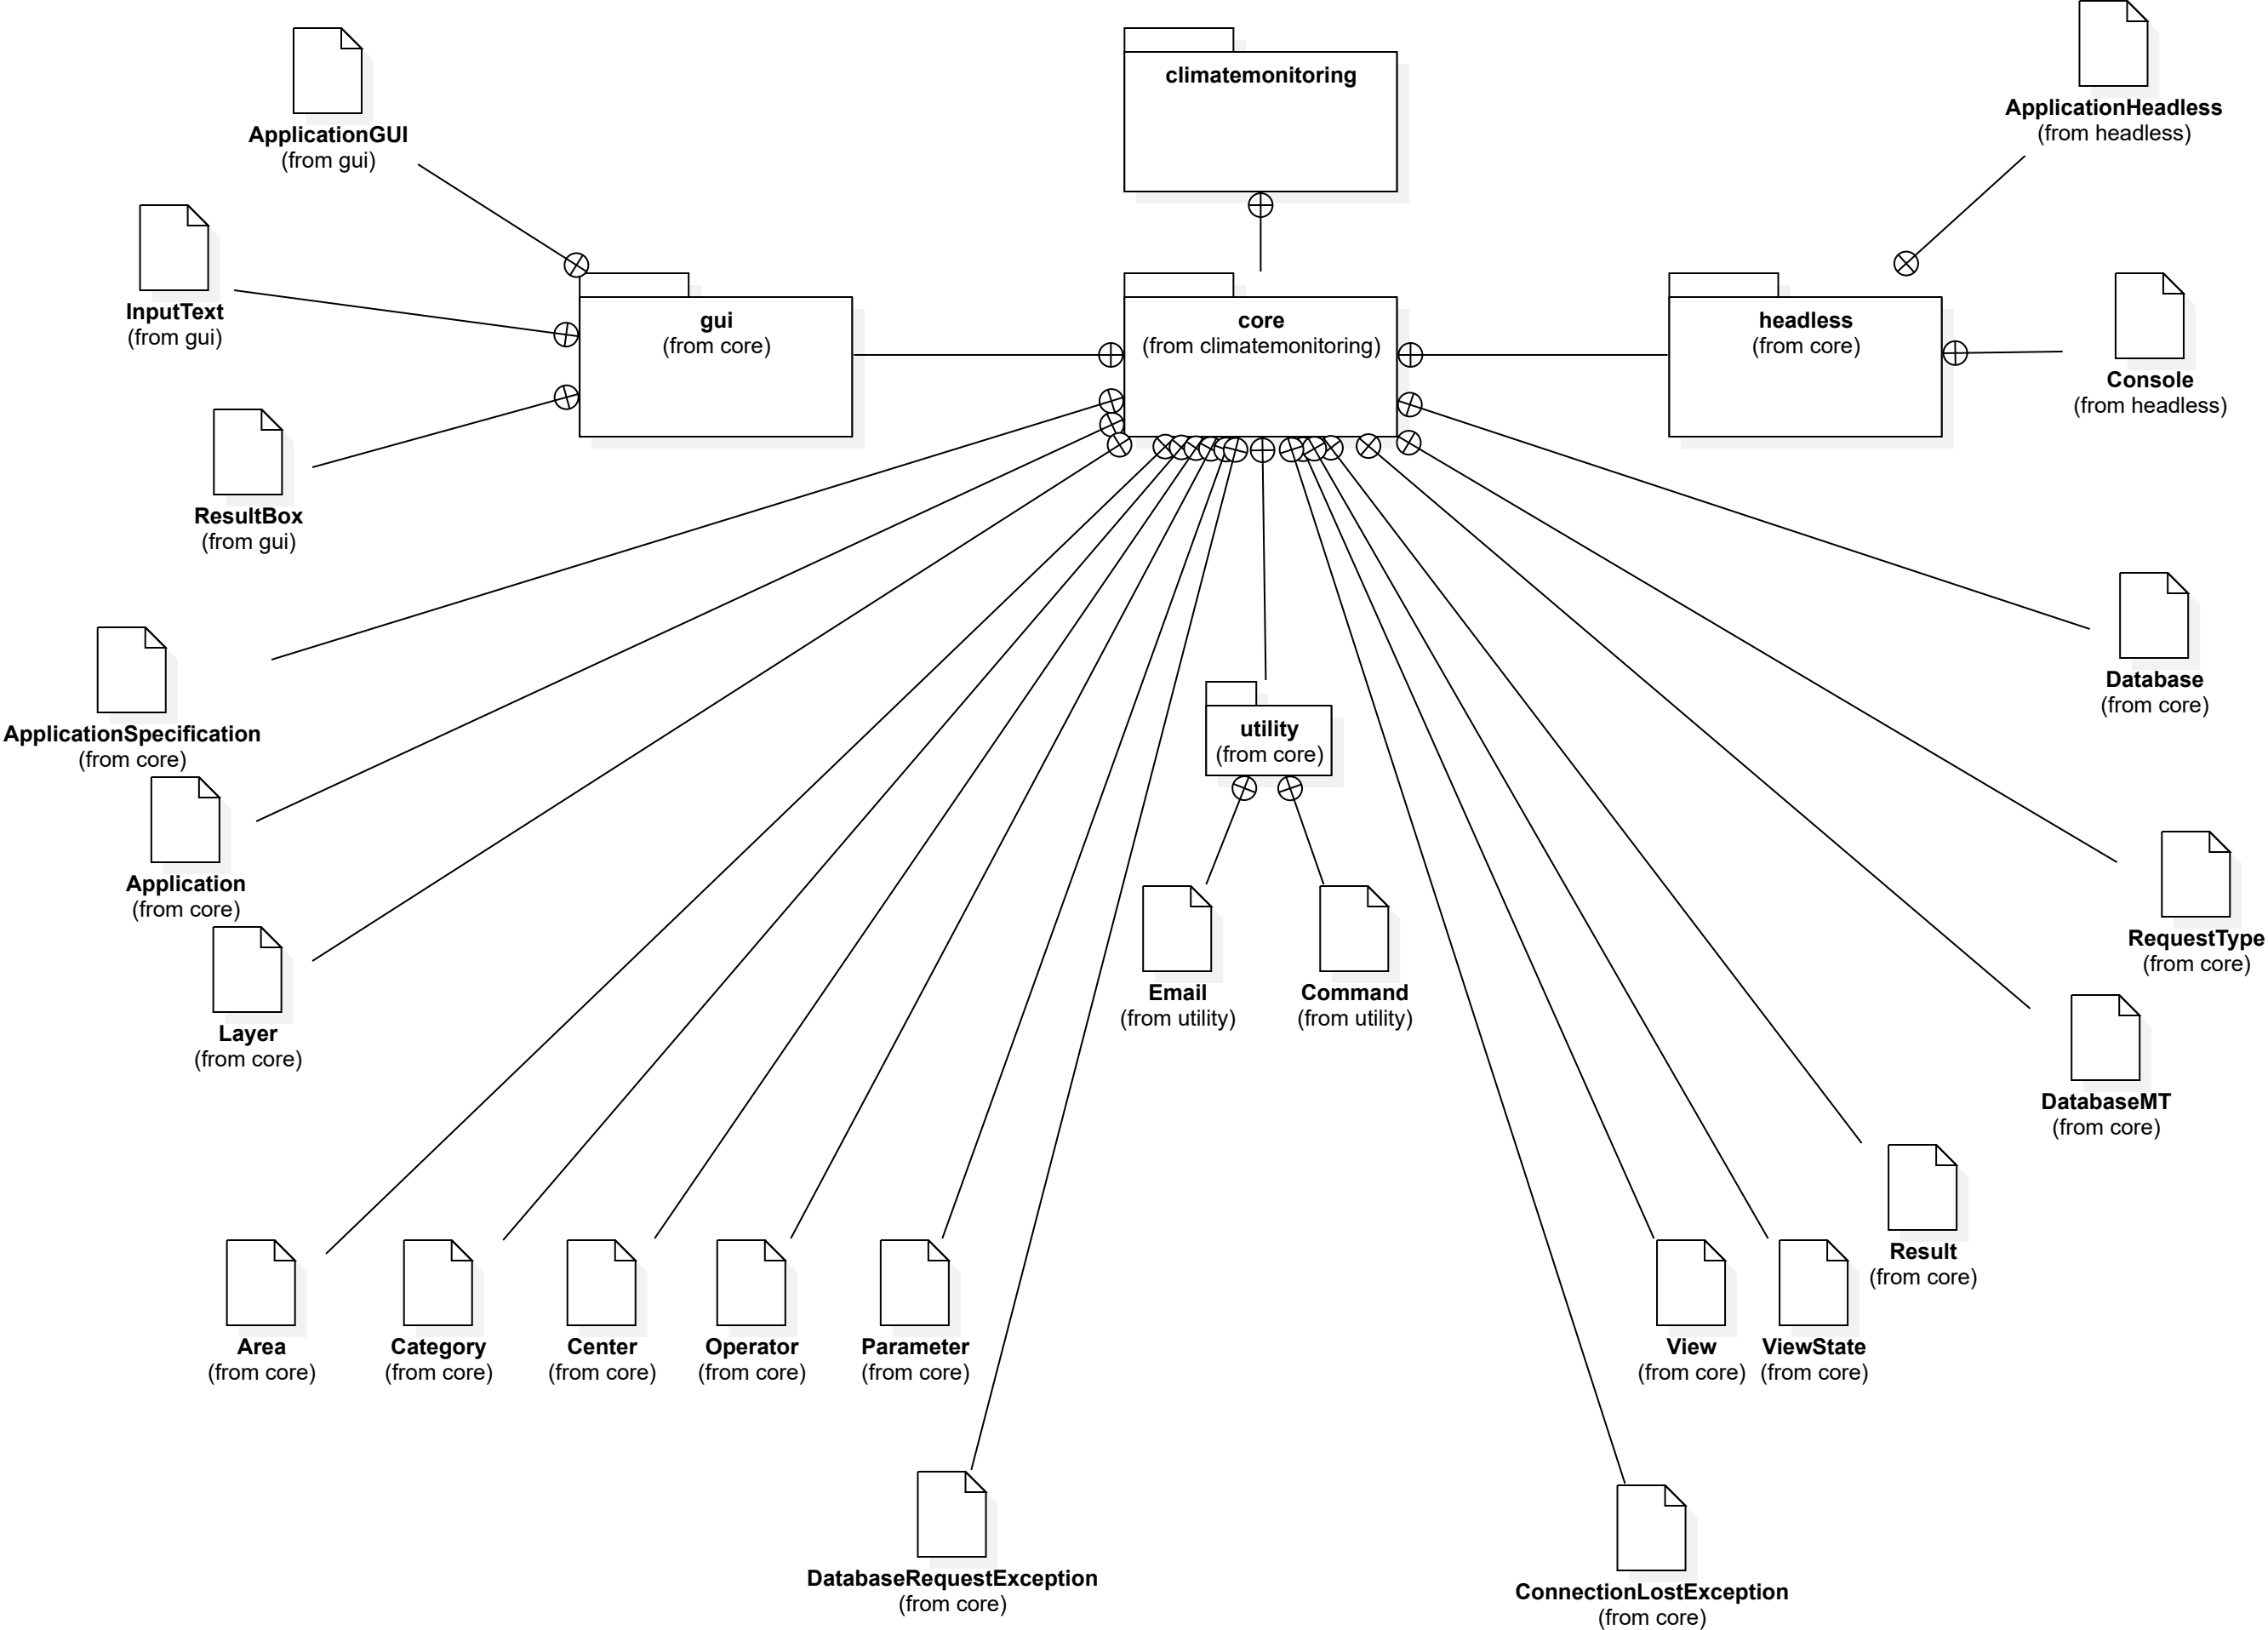 climatemonitoring
ApplicationHeadless
(from headless)
ApplicationGUI
(from gui)
InputText
(from gui)
gui
(from core)
core
(from climatemonitoring)
headless
(from core)
Console
(from headless)
ResultBox
(from gui)
Database
(from core)
ApplicationSpecification
(from core)
utility
(from core)
Application
(from core)
RequestType
(from core)
Email
(from utility)
Command
(from utility)
Layer
(from core)
DatabaseMT
(from core)
Result
(from core)
Area
(from core)
Category
(from core)
Center
(from core)
Operator
(from core)
Parameter
(from core)
View
(from core)
ViewState
(from core)
DatabaseRequestException
(from core)
ConnectionLostException
(from core)